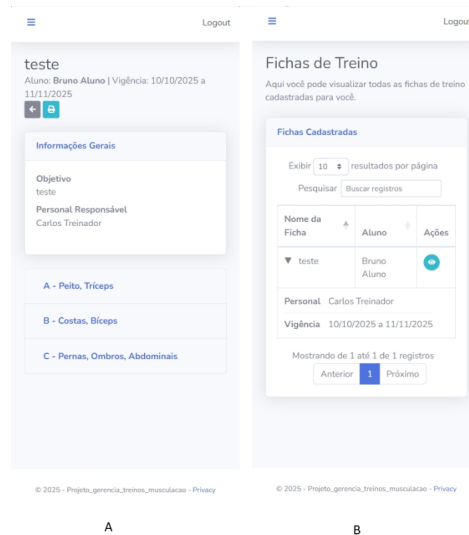 Logout
teste
Aluno: Bruno Aluno | Vigência: 10/10/2025 a
11/11/2025
Informações Gerais
Objetivo
teste
Personal Responsável
Carlos Treinador
A - Peito, Tríceps
B - Costas, Bíceps
C - Pernas, Ombros, Abdominais
© 2025 - Projeto_gerencia_treinos_musculacao - Privacy
A
Logout
Fichas de Treino
Aqui você pode visualizar todas as fichas de treino
cadastradas para você.
Fichas Cadastradas
Exibir 10 resultados por página
Pesquisar Buscar registros
Nome da
Ficha Aluno Ações
teste Bruno
Aluno
Personal Carlos Treinador
Vigência 10/10/2025 a 11/11/2025
Mostrando de 1 até 1 de 1 registros
Anterior 1 Próximo
© 2025 - Projeto_gerencia_treinos_musculacao - Privacy
B